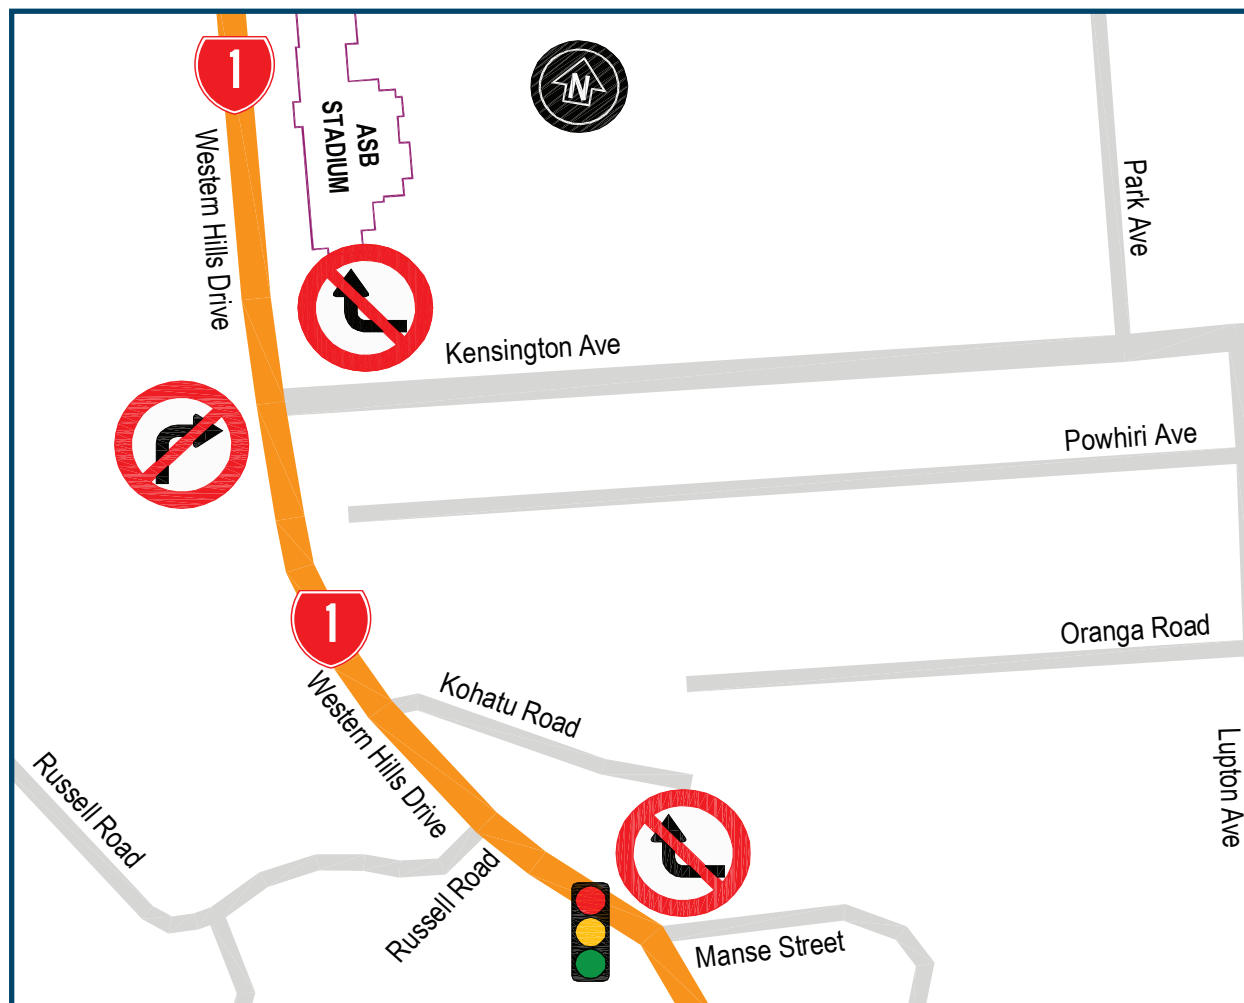 1
N
ASB
STADIUM
Western Hills Drive
Park Ave
Kensington Ave
Powhiri Ave
1
Oranga Road
Western Hills Drive
Kohatu Road
Lupton Ave
Russell Road
Russell Road
Manse Street